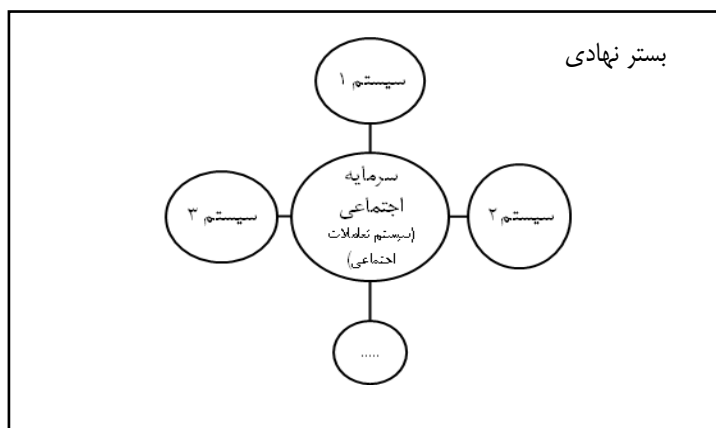 بستر نهادی
سیستم ۱
سرمایه
اجتماعی
(سیستم تعاملات
اجتماعی)
سیستم ۲
سیستم ۳
.....